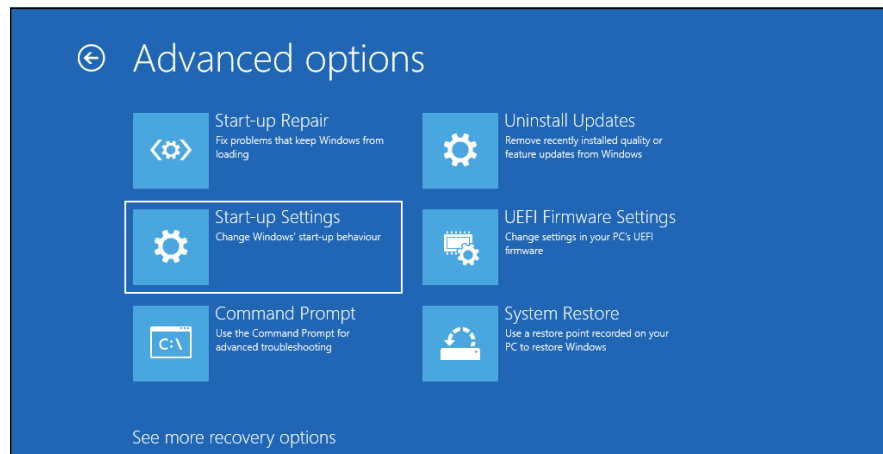 Advanced options
Start-up Repair
Fix problems that keep Windows from
loading
Uninstall Updates
Remove recently installed quality or
feature updates from Windows
Start-up Settings
Change Windows' start-up behaviour
UEFI Firmware Settings
Change settings in your PC's UEFI
firmware
C:\
Command Prompt
Use the Command Prompt for
advanced troubleshooting
System Restore
Use a restore point recorded on your
PC to restore Windows
See more recovery options